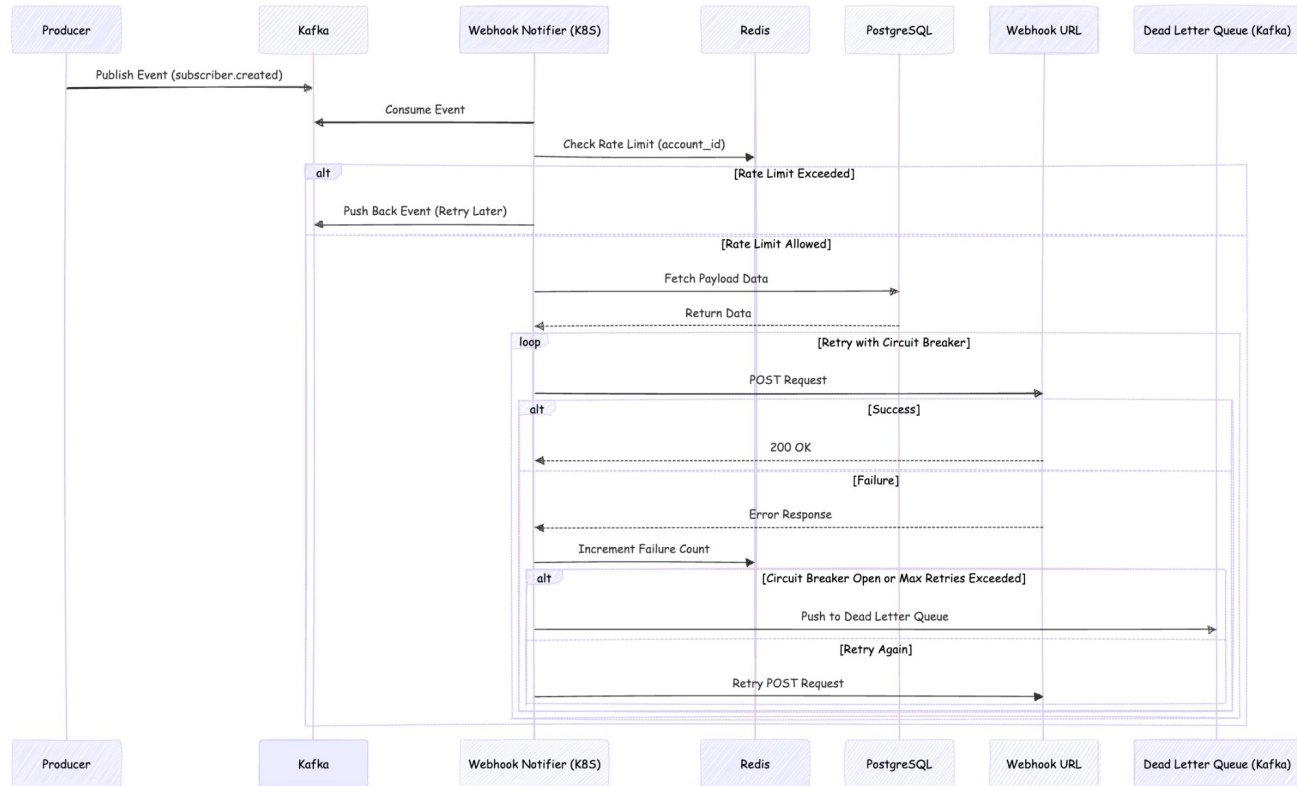 Producer
Kafka
Webhook Notifier (K8S)
Redis
PostgreSQL
Webhook URL
Dead Letter Queue (Kafka)
Publish Event (subscriber.created)
Consume Event
Check Rate Limit (account_id)
alt
[Rate Limit Exceeded]
Push Back Event (Retry Later)
[Rate Limit Allowed]
Fetch Payload Data
Return Data
loop
[Retry with Circuit Breaker]
POST Request
alt
[Success]
200 OK
[Failure]
Error Response
Increment Failure Count
alt
[Circuit Breaker Open or Max Retries Exceeded]
Push to Dead Letter Queue
[Retry Again]
Retry POST Request
Producer
Kafka
Webhook Notifier (K8S)
Redis
PostgreSQL
Webhook URL
Dead Letter Queue (Kafka)